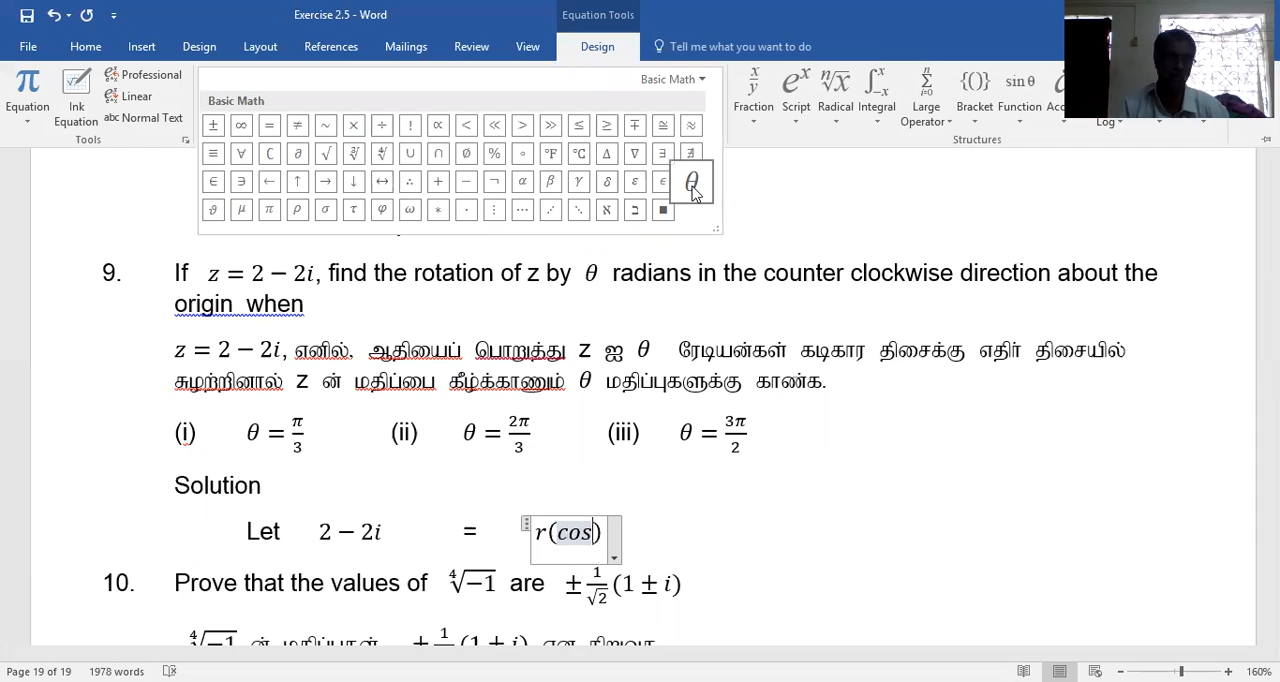 Exercise 2.5 - Word
Equation Tools
File Home Insert Design Layout References Mailings Review View Design Tell me what you want to do
π Equation
Ink Equation
Professional
Linear
abc Normal Text
Tools
Basic Math
Basic Math
± ∞ = ≠ ~ × ÷ ! ∝ < ≪ > ≫ ≤ ≥ ∓ ≅ ≈
≡ ∀ ∁ ∂ √ ∛ ∜ ∪ ∩ ∅ % ° °F °C ∆ ∇ ∃ ∄
∈ ∋ ← ↑ → ↓ ↔ ∴ + − ¬ α β γ δ ε ϵ θ
ϑ μ π ρ σ τ φ ω ∗ ∙ ⋮ ⋯ ⋰ ⋱ ℵ ℶ ∎
Fraction
Script
Radical
Integral
Large Operator
Bracket
Function
Structures
9. If z = 2 − 2i, find the rotation of z by θ radians in the counter clockwise direction about the
origin when
z = 2 − 2i, எனில், ஆதியைப் பொறுத்து z ஐ θ ரேடியன்கள் கடிகார திசைக்கு எதிர் திசையில்
சுழற்றினால் z ன் மதிப்பை கீழ்க்காணும் θ மதிப்புகளுக்கு காண்க.
(i) θ = π/3 (ii) θ = 2π/3 (iii) θ = 3π/2
Solution
Let 2 − 2i = r(cos)
10. Prove that the values of ∜−1 are ± 1/√2 (1 ± i)
Page 19 of 19 1978 words 160%